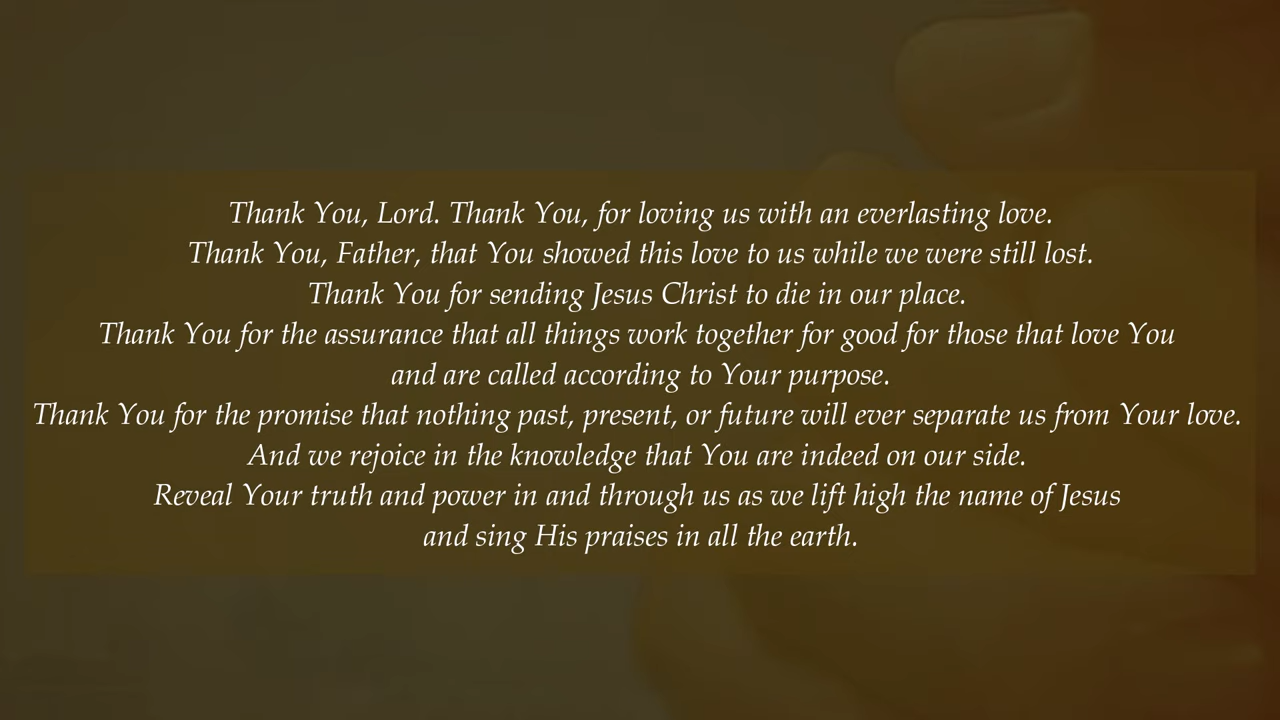 Thank You, Lord. Thank You, for loving us with an everlasting love.
Thank You, Father, that You showed this love to us while we were still lost.
Thank You for sending Jesus Christ to die in our place.
Thank You for the assurance that all things work together for good for those that love You
and are called according to Your purpose.
Thank You for the promise that nothing past, present, or future will ever separate us from Your love.
And we rejoice in the knowledge that You are indeed on our side.
Reveal Your truth and power in and through us as we lift high the name of Jesus
and sing His praises in all the earth.